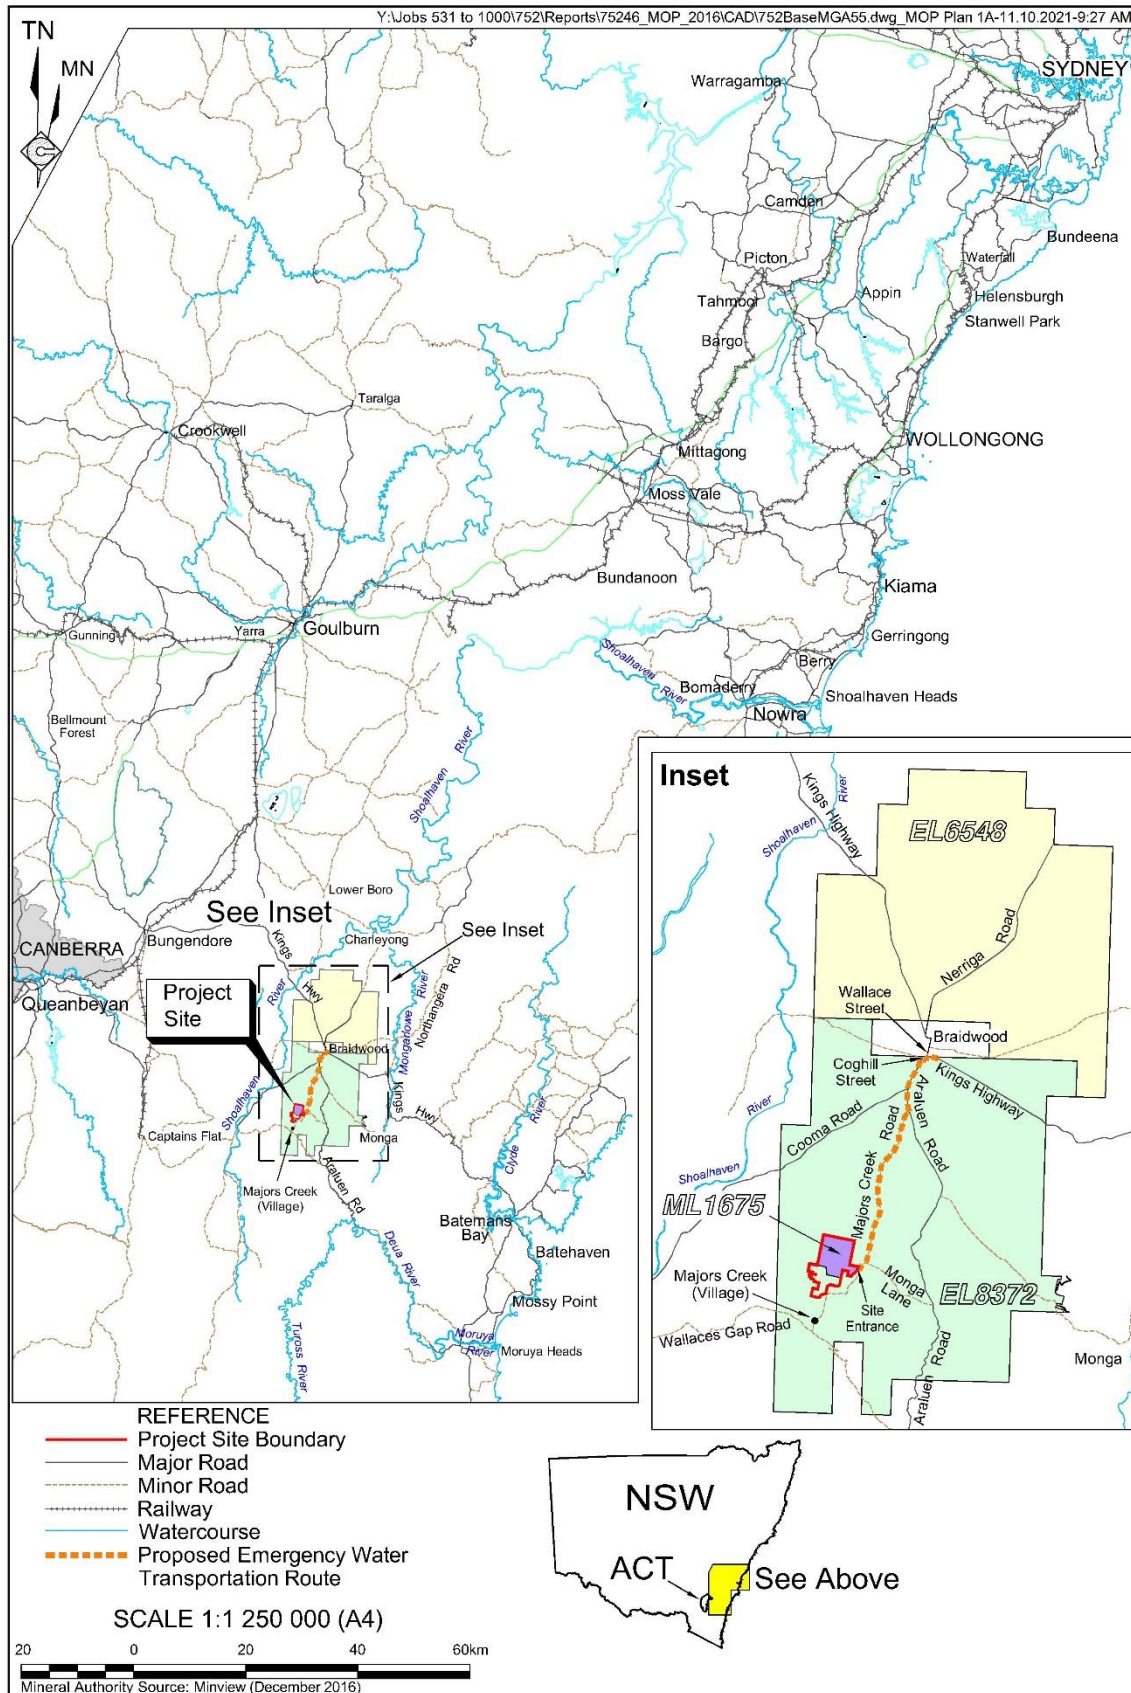 Y:\Jobs 531 to 1000\752\Reports\75246_MOP_2016\CAD\752BaseMGA55.dwg_MOP Plan 1A-11.10.2021-9:27 AM
TN
MN
SYDNEY
Warragamba
Camden
Bundeena
Picton
Waterfall
Appin
Tahmoor
Helensburgh
Stanwell Park
Bargo
Taralga
Crookwell
WOLLONGONG
Mittagong
Moss Vale
Bundanoon
Kiama
Gunning
Yarra
Goulburn
Gerringong
Berry
Shoalhaven
River
Bomaderry
Shoalhaven Heads
Nowra
Bellmount
Forest
Shoalhaven
River
Lower Boro
See Inset
See Inset
CANBERRA
Bungendore
Kings
Hwy
Charleyong
Queanbeyan
Project
Site
River
Shoalhaven
Mongarlowe
River
Northangera Rd
Braidwood
Kings
Hwy
Captains Flat
Monga
Clyde
River
Majors Creek
(Village)
Araluen Rd
Batemans
Bay
Batehaven
Deua River
Mossy Point
Moruya
River
Moruya Heads
Tuross River
Inset
Kings Highway
Shoalhaven
River
EL6548
Nerriga Road
Wallace
Street
Braidwood
Coghill
Street
Kings Highway
Cooma Road
Araluen Road
Majors Creek Road
Shoalhaven
River
ML1675
Majors Creek
(Village)
Monga
Lane
EL8372
Site
Entrance
Wallaces Gap Road
Araluen Road
Monga
REFERENCE
Project Site Boundary
Major Road
Minor Road
Railway
Watercourse
Proposed Emergency Water
Transportation Route
NSW
ACT
See Above
SCALE 1:1 250 000 (A4)
20 0 20 40 60km
Mineral Authority Source: Minview (December 2016)